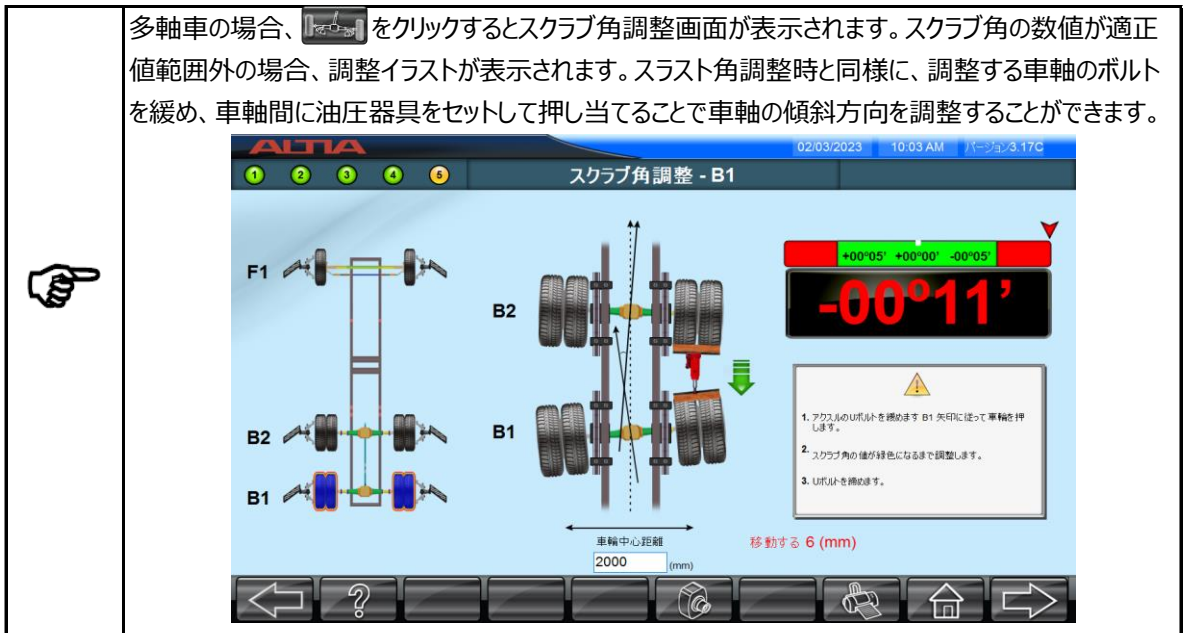 多軸車の場合、をクリックするとスクラブ角調整画面が表示されます。スクラブ角の数値が適正
値範囲外の場合、調整イラストが表示されます。スラスト角調整時と同様に、調整する車軸のボルト
を緩め、車軸間に油圧器具をセットして押し当てることで車軸の傾斜方向を調整することができます。
ALTIA
02/03/2023 10:03 AM バージョン3.17C
1 2 3 4 5 スクラブ角調整 - B1
F1
B2
B1
B2
B1
車輪中心距離
2000 (mm)
+00º05' +00º00' -00º05'
-00º11’
1. アクスルのUボルトを緩めます B1 矢印に従って車輪を押
します。
2. スクラブ角の値が緑色になるまで調整します。
3. Uボルトを締めます。
移動する 6 (mm)
?